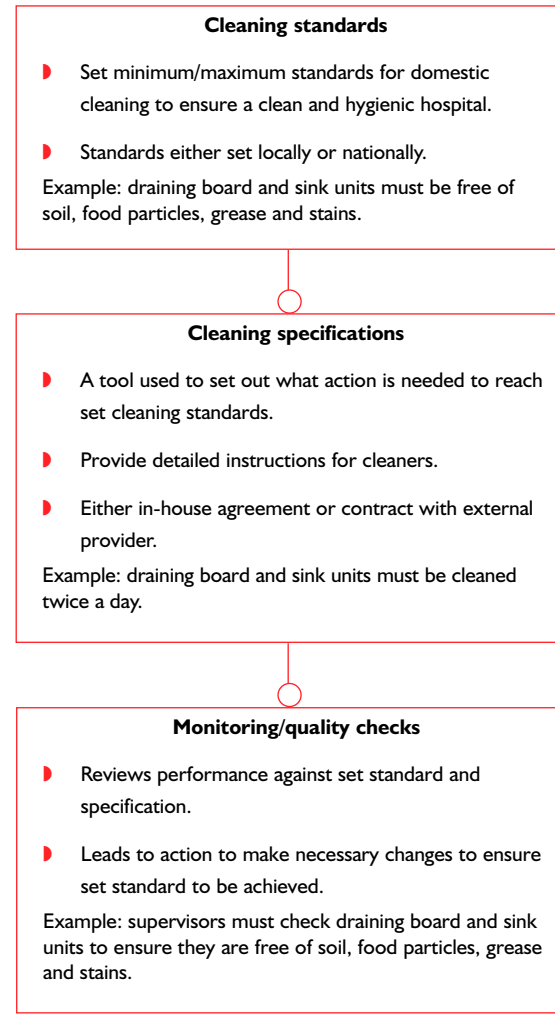 Cleaning standards
Set minimum/maximum standards for domestic
cleaning to ensure a clean and hygienic hospital.
Standards either set locally or nationally.
Example: draining board and sink units must be free of
soil, food particles, grease and stains.
Cleaning specifications
A tool used to set out what action is needed to reach
set cleaning standards.
Provide detailed instructions for cleaners.
Either in-house agreement or contract with external
provider.
Example: draining board and sink units must be cleaned
twice a day.
Monitoring/quality checks
Reviews performance against set standard and
specification.
Leads to action to make necessary changes to ensure
set standard to be achieved.
Example: supervisors must check draining board and sink
units to ensure they are free of soil, food particles, grease
and stains.